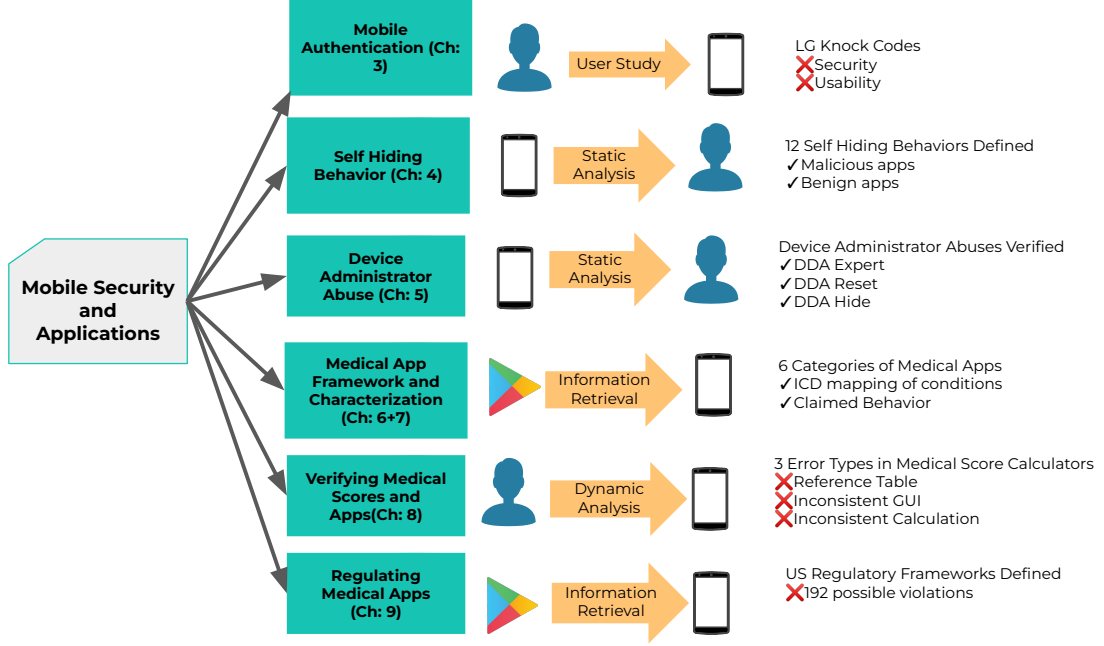 Mobile Security
and
Applications
Mobile
Authentication (Ch:
3)
User Study
LG Knock Codes
❌Security
❌Usability
Self Hiding
Behavior (Ch: 4)
Static
Analysis
12 Self Hiding Behaviors Defined
✓Malicious apps
✓Benign apps
Device
Administrator
Abuse (Ch: 5)
Static
Analysis
Device Administrator Abuses Verified
✓DDA Expert
✓DDA Reset
✓DDA Hide
Medical App
Framework and
Characterization
(Ch: 6+7)
Information
Retrieval
6 Categories of Medical Apps
✓ICD mapping of conditions
✓Claimed Behavior
Verifying Medical
Scores and
Apps(Ch: 8)
Dynamic
Analysis
3 Error Types in Medical Score Calculators
❌Reference Table
❌Inconsistent GUI
❌Inconsistent Calculation
Regulating
Medical Apps
(Ch: 9)
Information
Retrieval
US Regulatory Frameworks Defined
❌192 possible violations